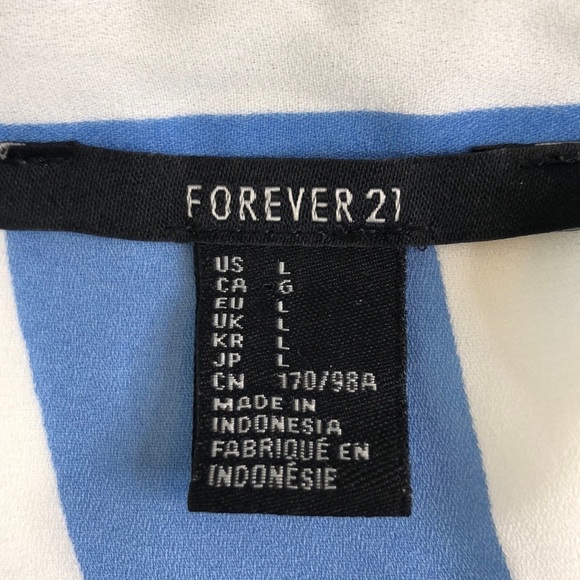 FOREVER 21
US L
CA G
EU L
UK L
KR L
JP L
CN 170/98A
MADE IN
INDONESIA
FABRIQUÉ EN
INDONÉSIE